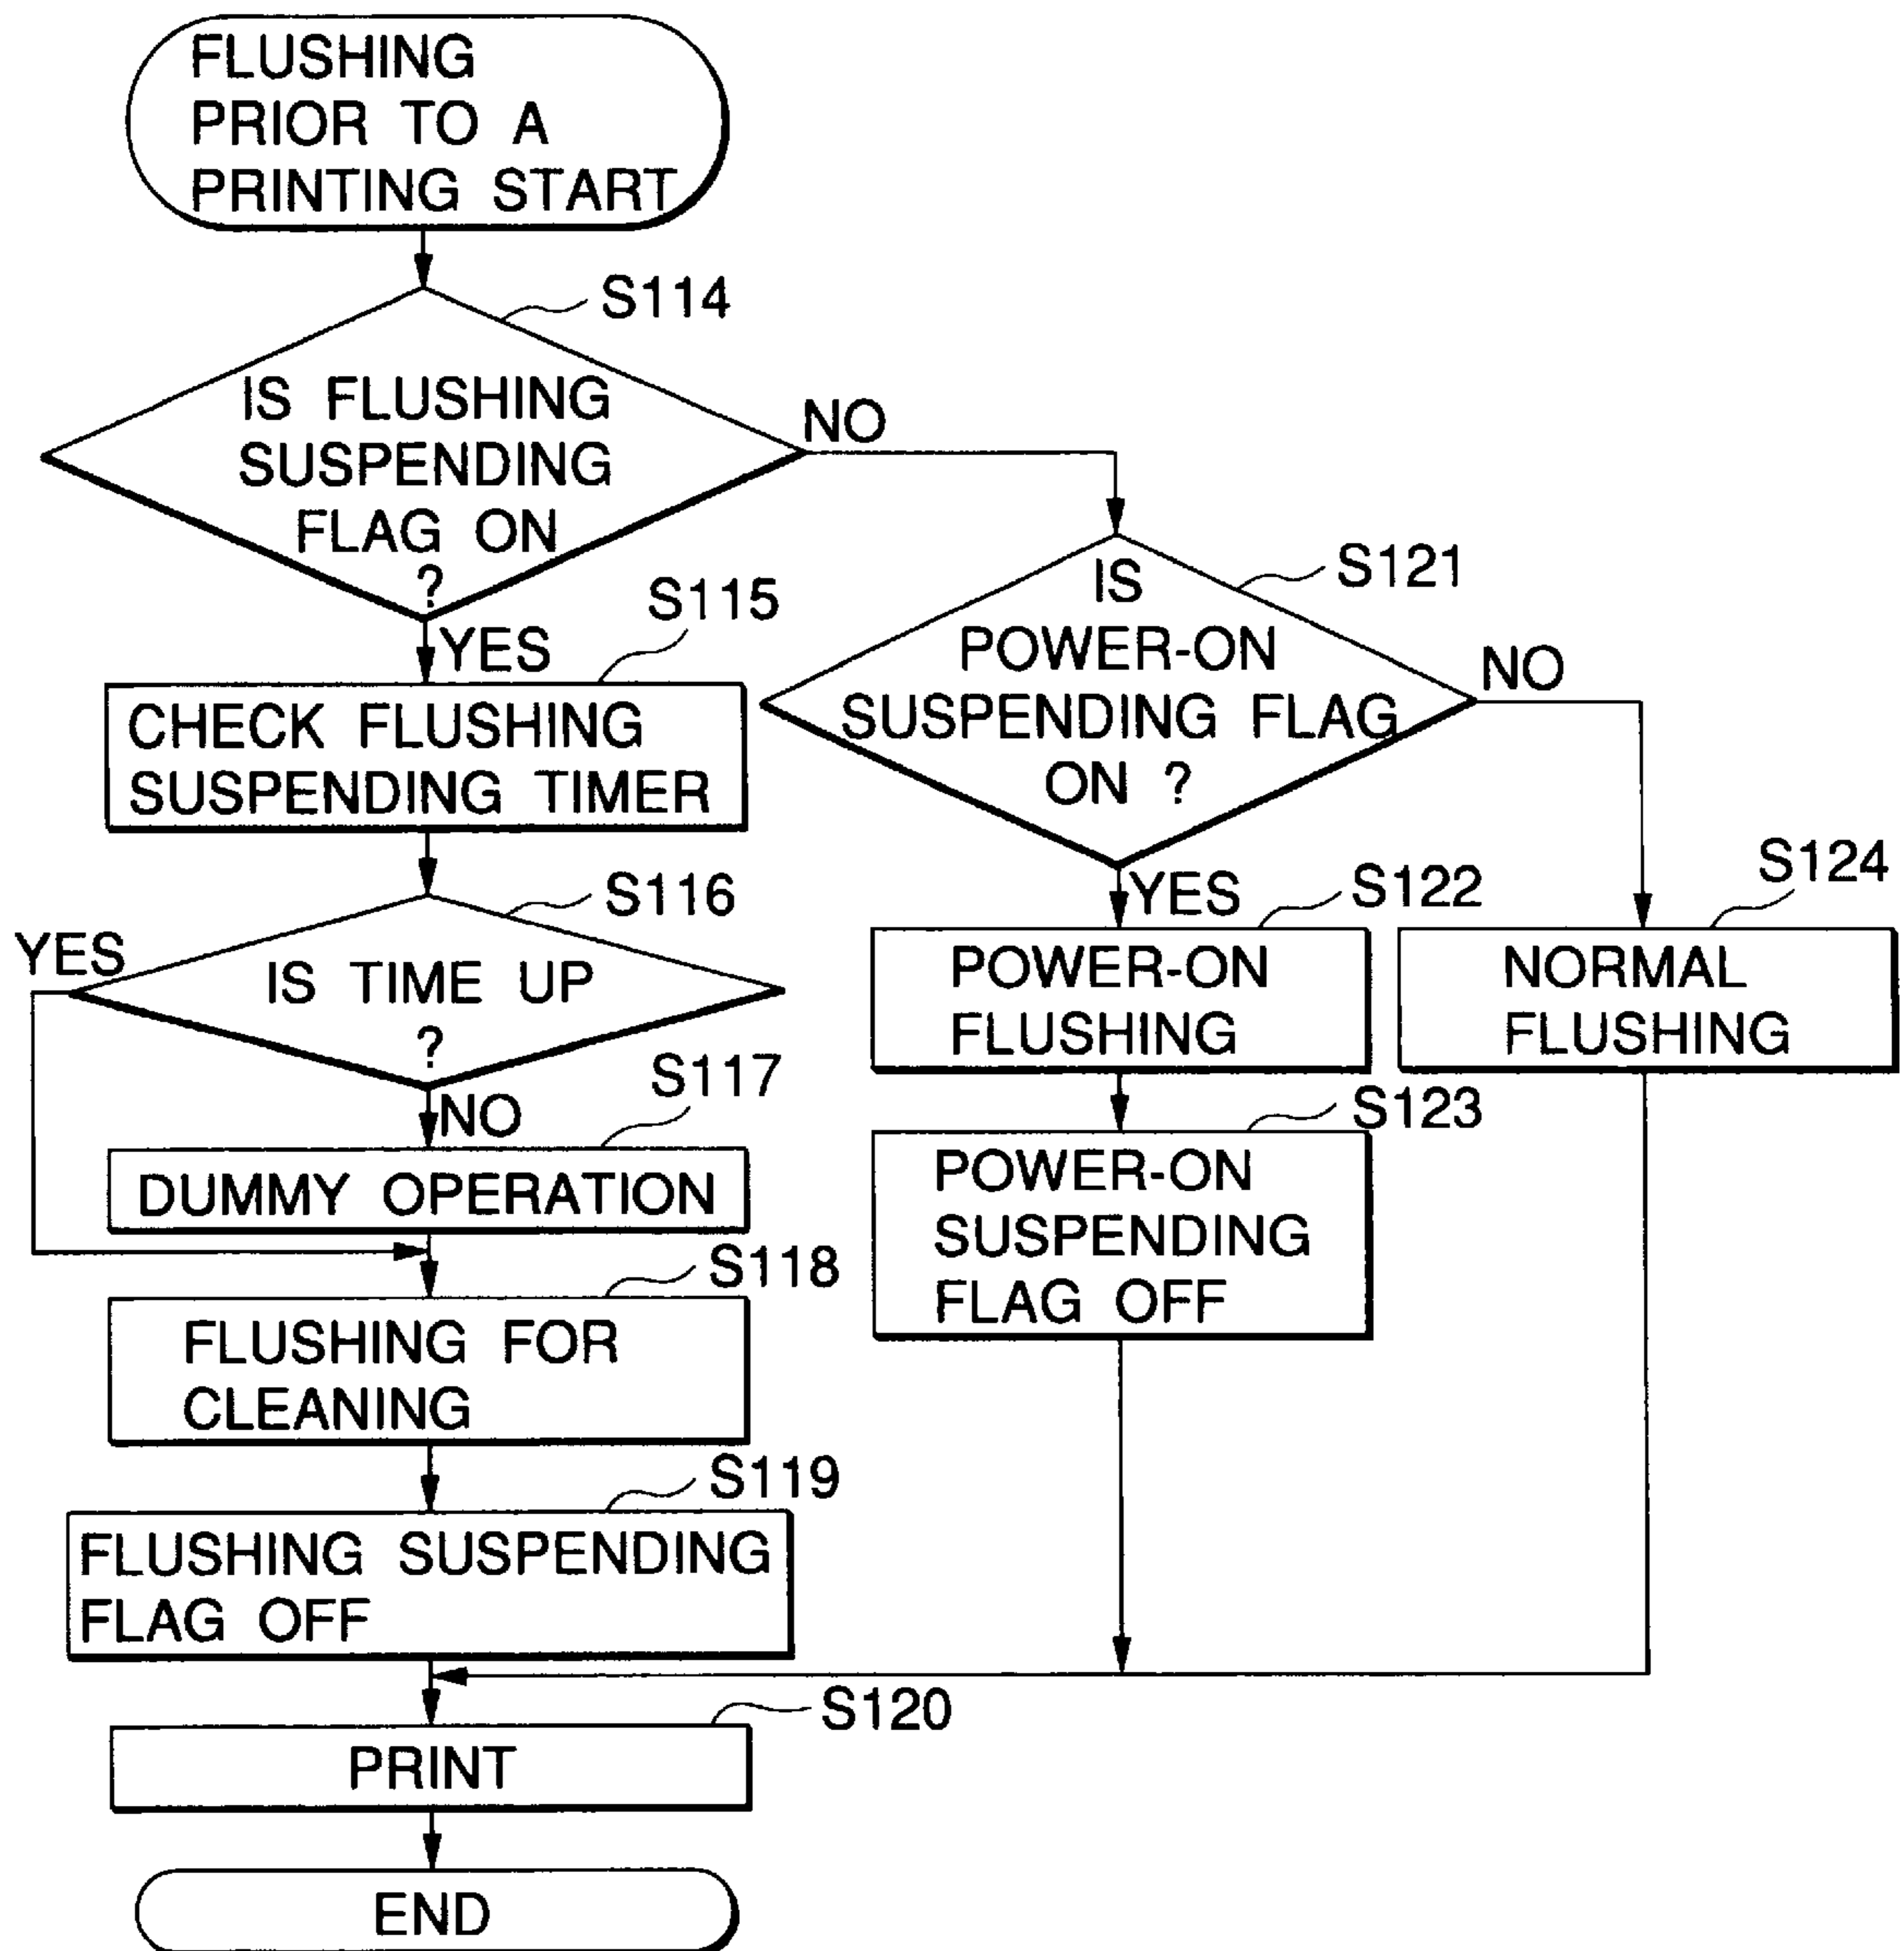 FLUSHING
PRIOR TO A
PRINTING START
S114
IS FLUSHING
SUSPENDING
FLAG ON
?
NO
YES
S115
CHECK FLUSHING
SUSPENDING TIMER
S116
YES
IS TIME UP
?
NO
S117
DUMMY OPERATION
S118
FLUSHING FOR
CLEANING
S119
FLUSHING SUSPENDING
FLAG OFF
S120
PRINT
END
S121
IS
POWER-ON
SUSPENDING FLAG
ON ?
NO
YES
S122
POWER-ON
FLUSHING
S123
POWER-ON
SUSPENDING
FLAG OFF
S124
NORMAL
FLUSHING